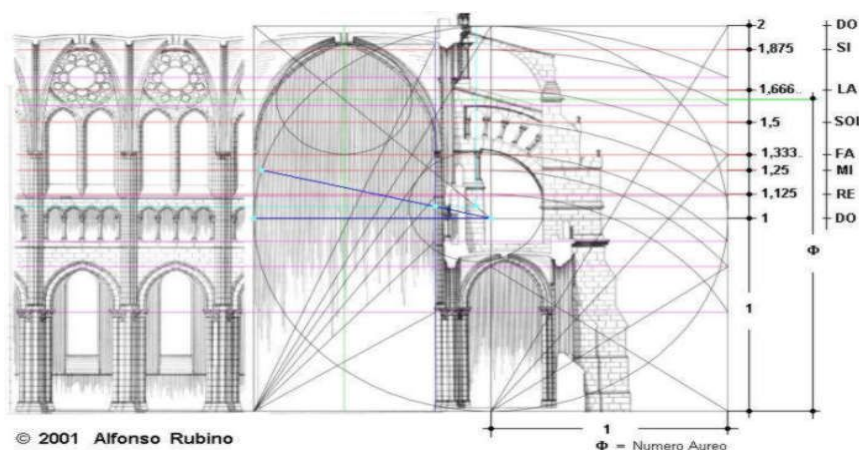 2 DO
1,875 SI
1,666.. LA
1,5 SOL
1,333.. FA
1,25 MI
1,125 RE
1 DO
Φ
1
1
© 2001 Alfonso Rubino
Φ = Numero Aureo